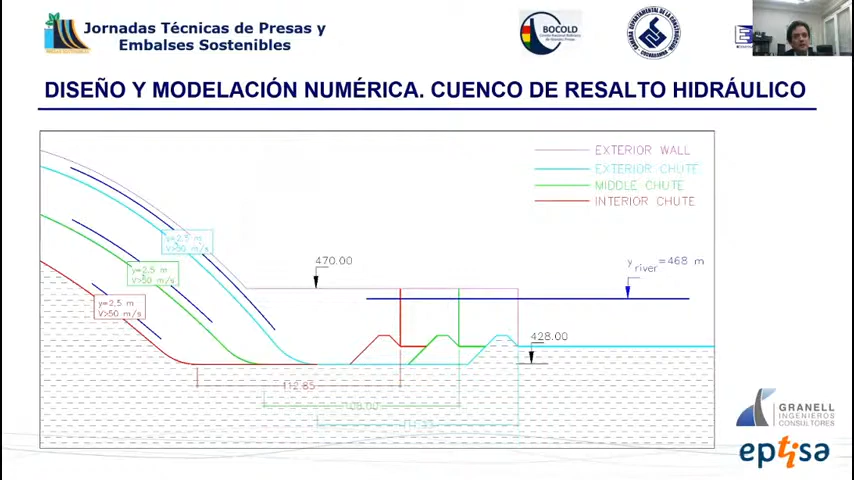 Jornadas Técnicas de Presas y
Embalses Sostenibles
BOCOLD
DISEÑO Y MODELACIÓN NUMÉRICA. CUENCO DE RESALTO HIDRÁULICO
EXTERIOR WALL
EXTERIOR CHUTE
MIDDLE CHUTE
INTERIOR CHUTE
y=2,5 m
V>50 m/s
y=2,5 m
V>50 m/s
y=2,5 m
V>50 m/s
470.00
y river =468 m
428.00
112.85
GRANELL
INGENIEROS
CONSULTORES
eptisa